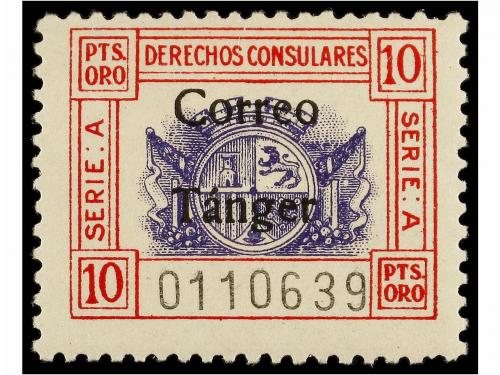 PTS. ORO DERECHOS CONSULARES 10
Correo
Tánger
SERIE: A
SERIE: A
10 0110639 PTS. ORO